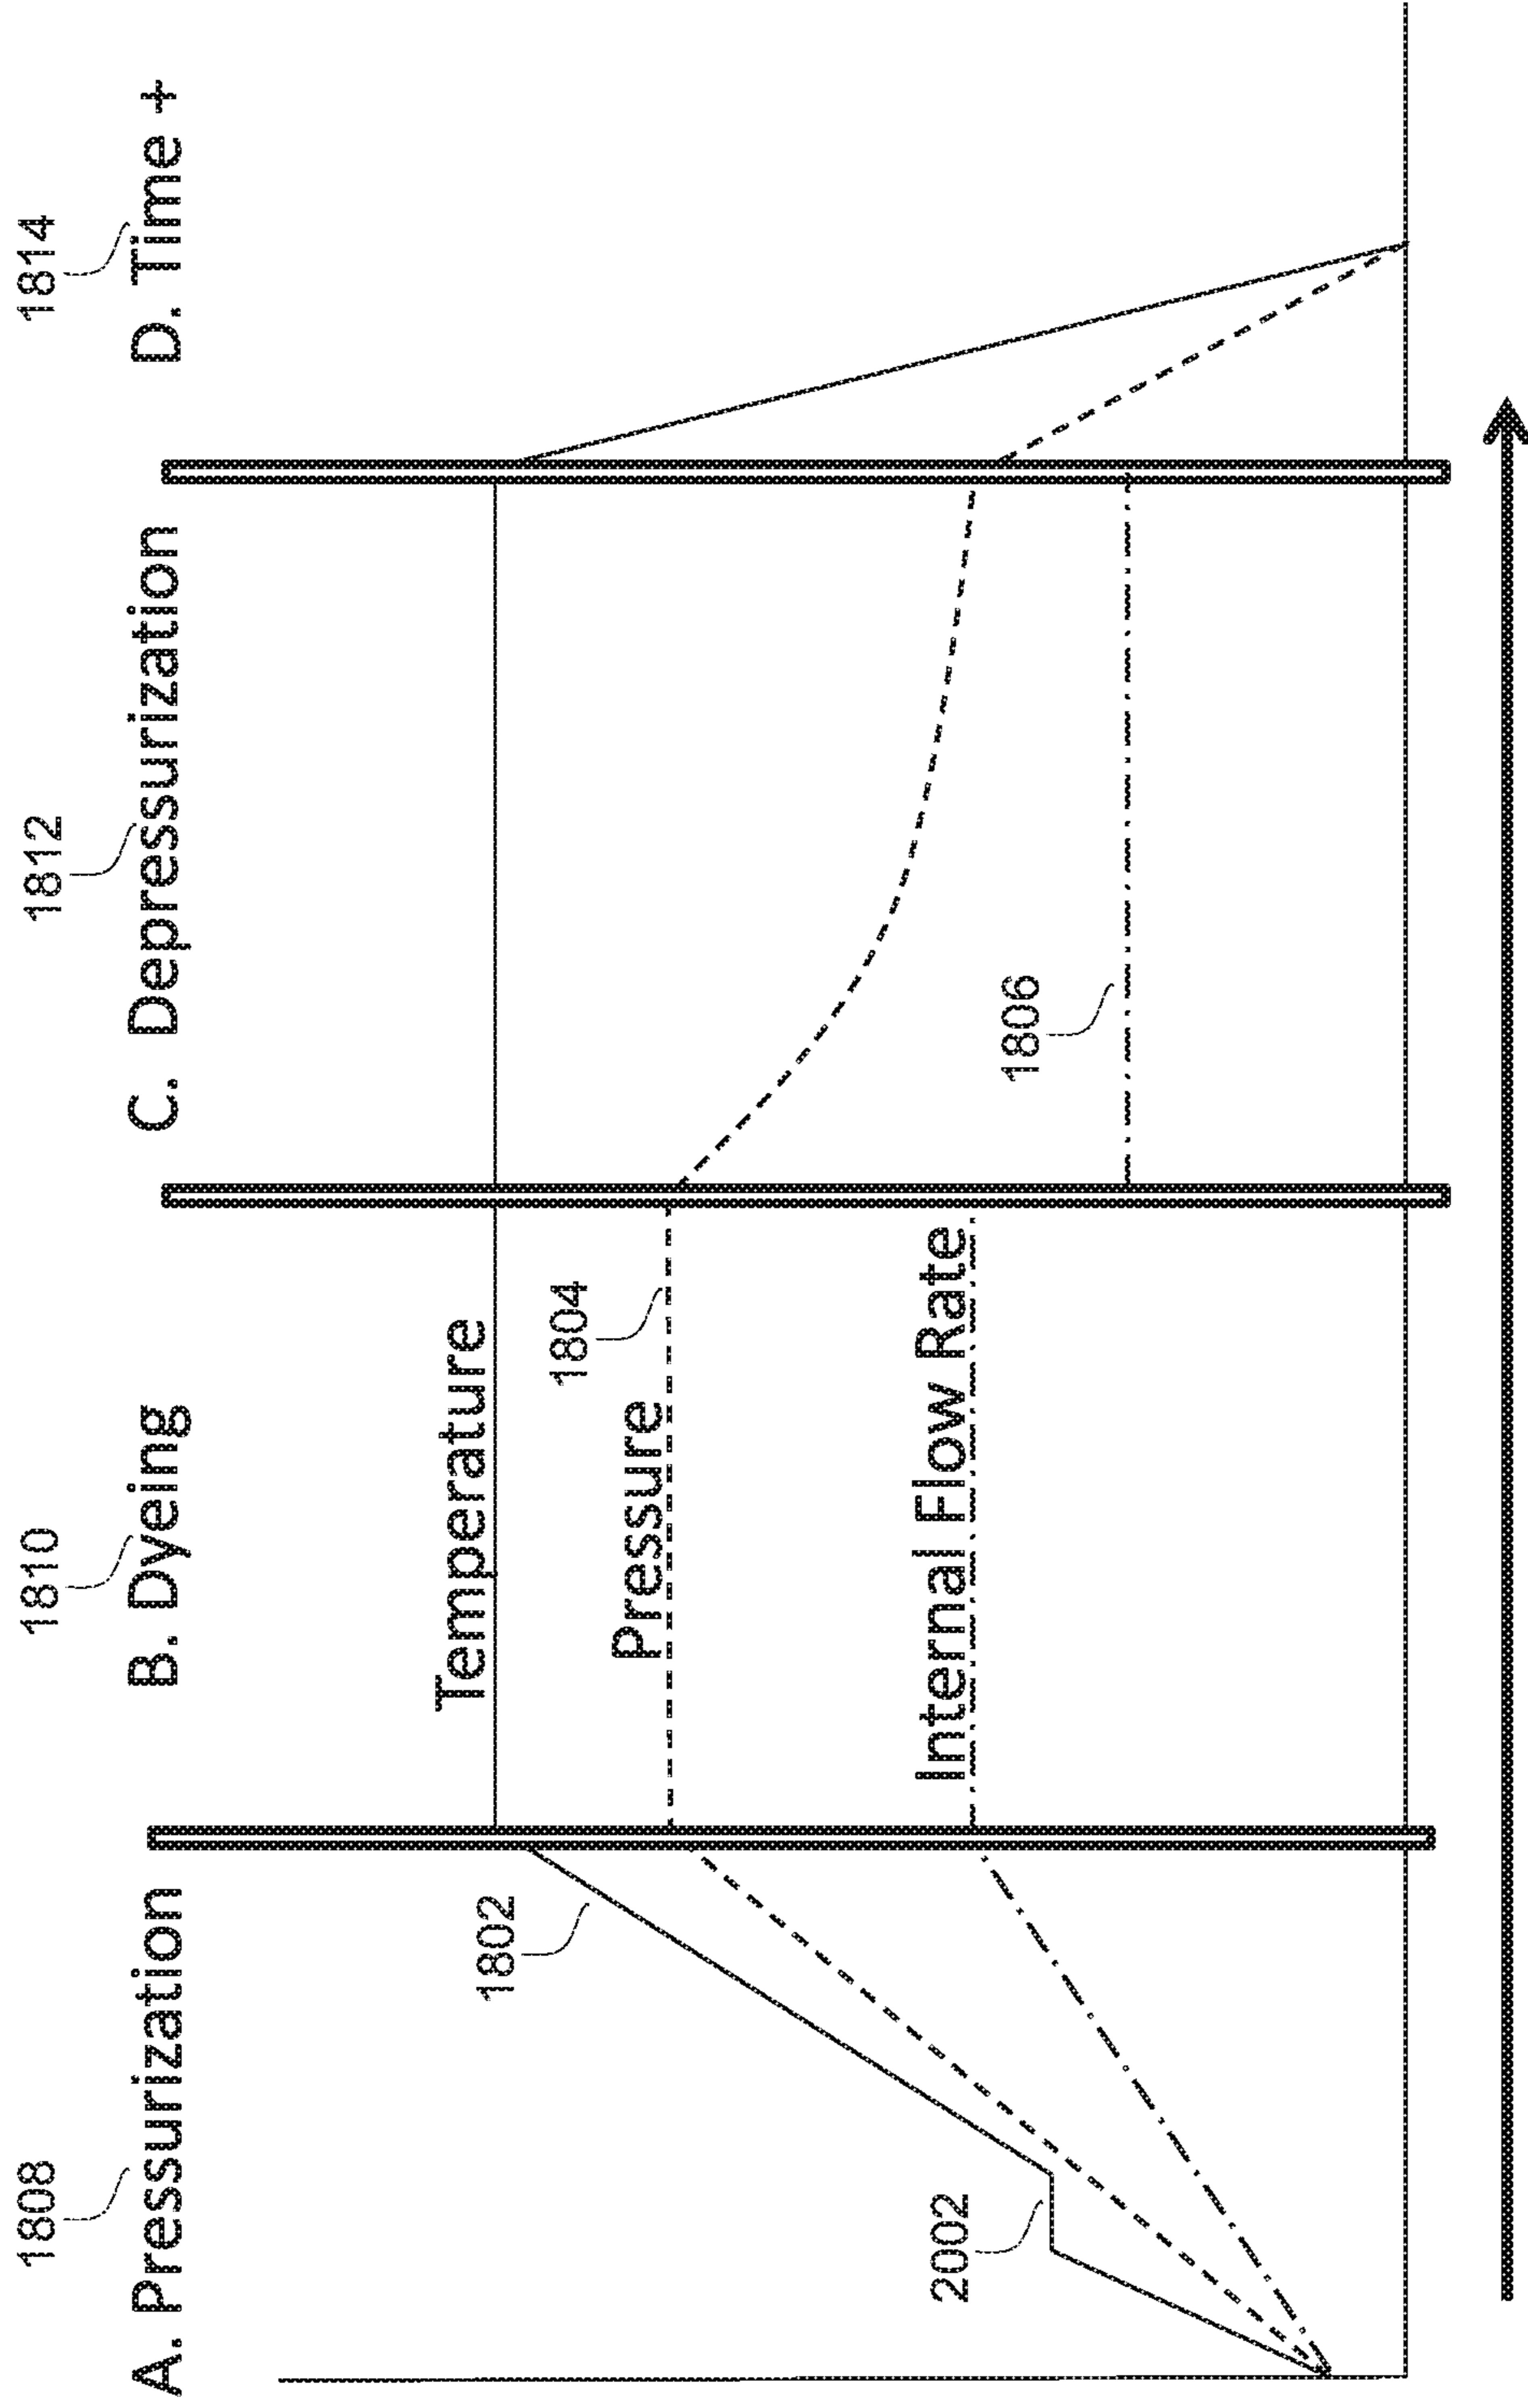 1808
A. Pressurization
1810
B. Dyeing
1812
C. Depressurization
1814
D. Time +
1802
Temperature
1804
Pressure
2002
Internal Flow Rate
1806